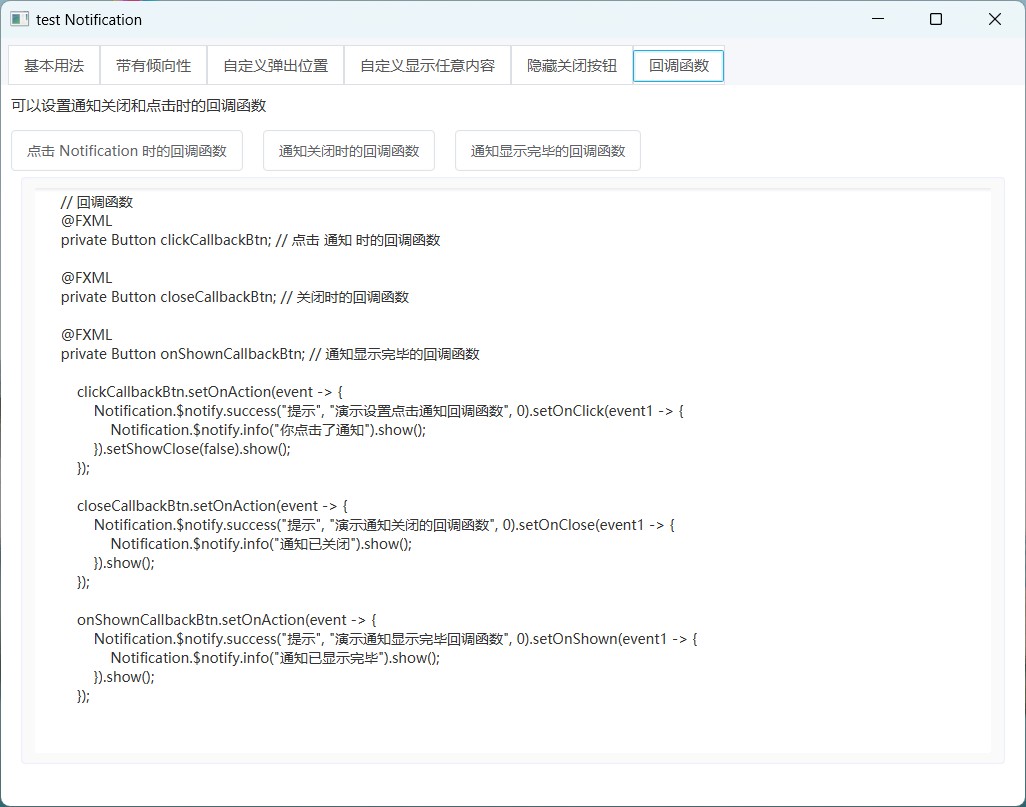 test Notification
基本用法
带有倾向性
自定义弹出位置
自定义显示任意内容
隐藏关闭按钮
回调函数
可以设置通知关闭和点击时的回调函数
点击 Notification 时的回调函数
通知关闭时的回调函数
通知显示完毕的回调函数
// 回调函数
@FXML
private Button clickCallbackBtn; // 点击 通知 时的回调函数
@FXML
private Button closeCallbackBtn; // 关闭时的回调函数
@FXML
private Button onShownCallbackBtn; // 通知显示完毕的回调函数
clickCallbackBtn.setOnAction(event -> {
Notification.$notify.success("提示", "演示设置点击通知回调函数", 0).setOnClick(event1 -> {
Notification.$notify.info("你点击了通知").show();
}).setShowClose(false).show();
});
closeCallbackBtn.setOnAction(event -> {
Notification.$notify.success("提示", "演示通知关闭的回调函数", 0).setOnClose(event1 -> {
Notification.$notify.info("通知已关闭").show();
}).show();
});
onShownCallbackBtn.setOnAction(event -> {
Notification.$notify.success("提示", "演示通知显示完毕回调函数", 0).setOnShown(event1 -> {
Notification.$notify.info("通知已显示完毕").show();
}).show();
});